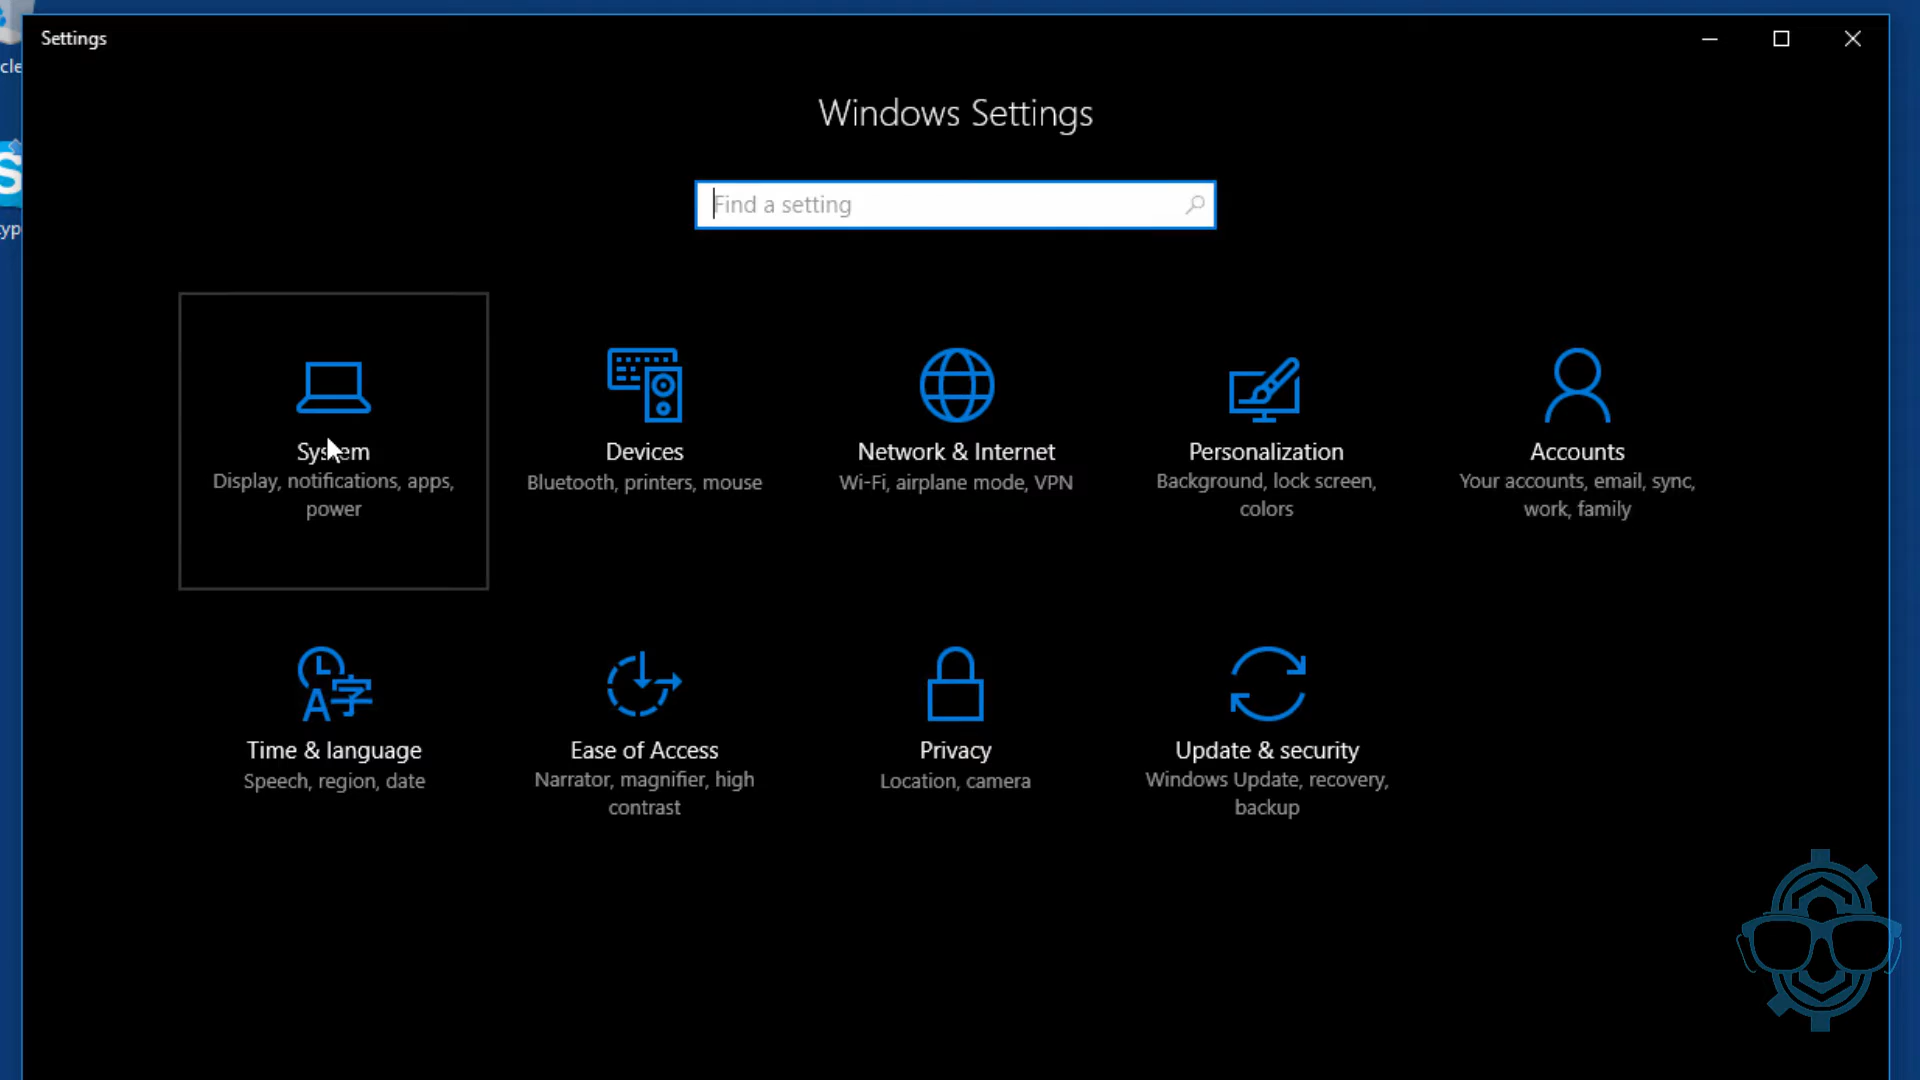 Settings
Windows Settings
Find a setting
System
Display, notifications, apps,
power
Devices
Bluetooth, printers, mouse
Network & Internet
Wi-Fi, airplane mode, VPN
Personalization
Background, lock screen,
colors
Accounts
Your accounts, email, sync,
work, family
Time & language
Speech, region, date
Ease of Access
Narrator, magnifier, high
contrast
Privacy
Location, camera
Update & security
Windows Update, recovery,
backup